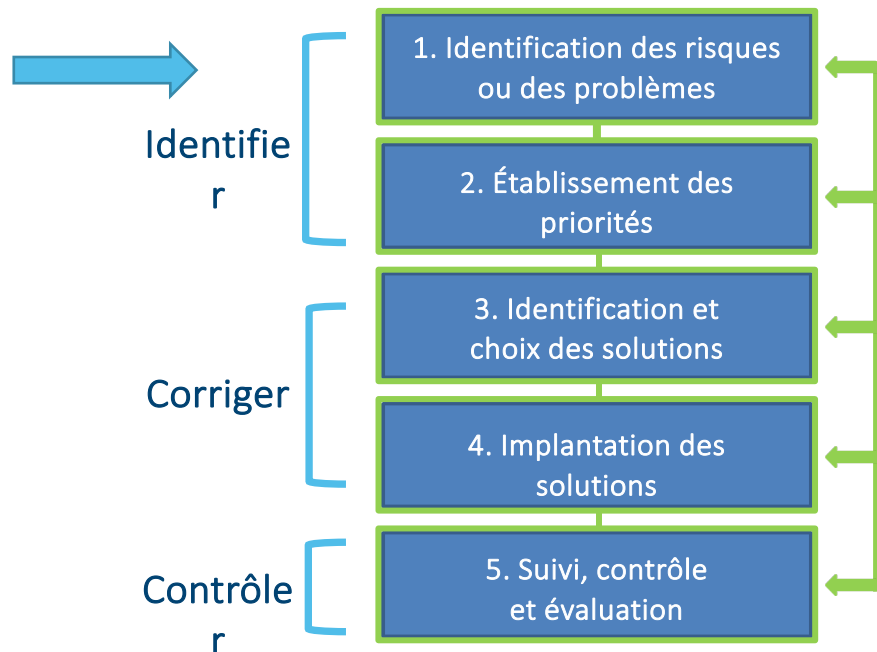 1. Identification des risques
ou des problèmes
Identifie
r
2. Établissement des
priorités
3. Identification et
choix des solutions
Corriger
4. Implantation des
solutions
5. Suivi, contrôle
et évaluation
Contrôle
r